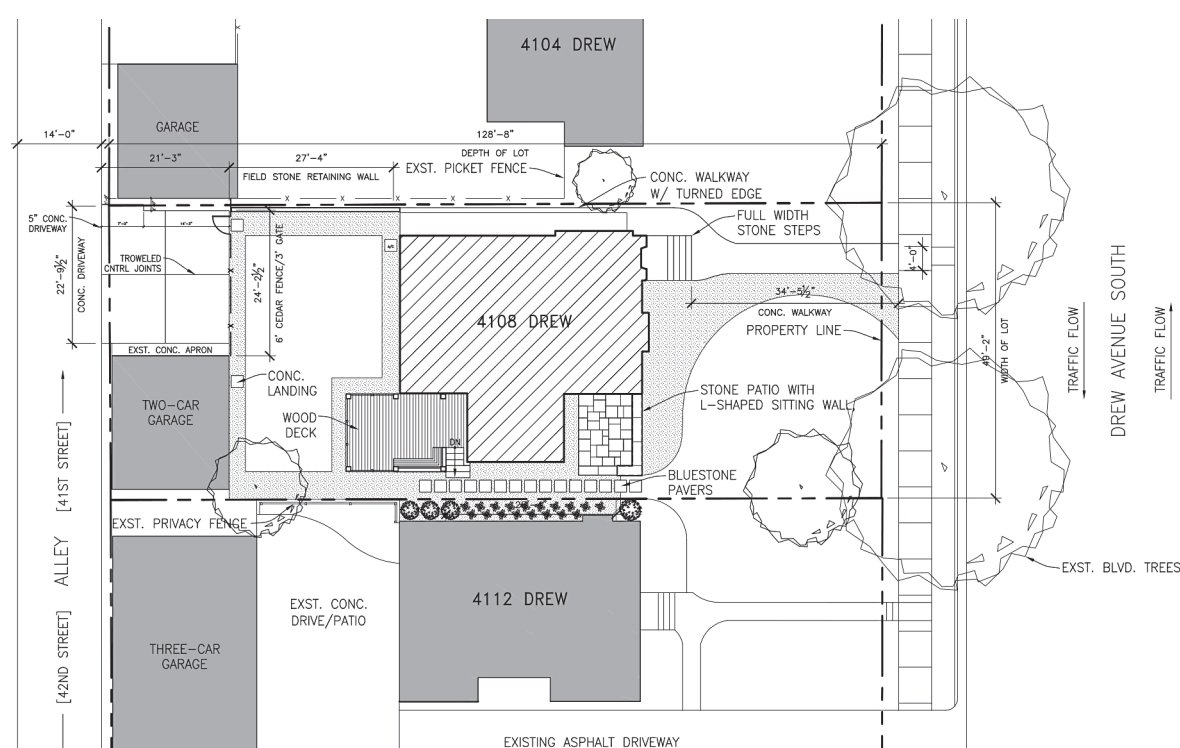 4104 DREW
GARAGE
14'-0"
128'-8"
DEPTH OF LOT
21'-3"
27'-4"
FIELD STONE RETAINING WALL
EXST. PICKET FENCE
CONC. WALKWAY
W/ TURNED EDGE
FULL WIDTH
STONE STEPS
5" CONC.
DRIVEWAY
TROWELED
CNTRL JOINTS
22'-9½"
CONC. DRIVEWAY
24'-2½"
6' CEDAR FENCE/3' GATE
4'-0"
34'-5½"
CONC. WALKWAY
PROPERTY LINE
4108 DREW
49'-2"
WIDTH OF LOT
TRAFFIC FLOW
DREW AVENUE SOUTH
TRAFFIC FLOW
EXST. CONC. APRON
CONC.
LANDING
TWO-CAR
GARAGE
WOOD
DECK
DN
STONE PATIO WITH
L-SHAPED SITTING WALL
BLUESTONE
PAVERS
EXST. PRIVACY FENCE
[42ND STREET] ALLEY [41ST STREET]
EXST. BLVD. TREES
EXST. CONC.
DRIVE/PATIO
4112 DREW
THREE-CAR
GARAGE
EXISTING ASPHALT DRIVEWAY